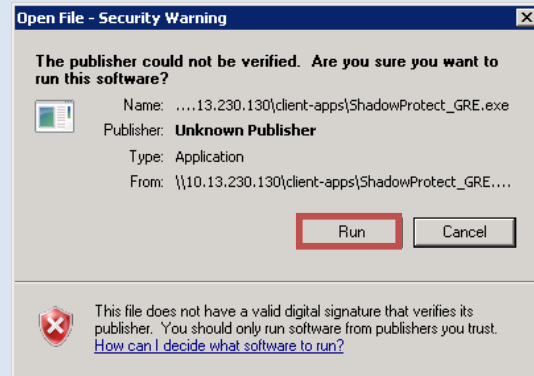 Open File - Security Warning
The publisher could not be verified. Are you sure you want to
run this software?
Name: ....13.230.130\client-apps\ShadowProtect_GRE.exe
Publisher: Unknown Publisher
Type: Application
From: \\10.13.230.130\client-apps\ShadowProtect_GRE....
Run Cancel
This file does not have a valid digital signature that verifies its
publisher. You should only run software from publishers you trust.
How can I decide what software to run?